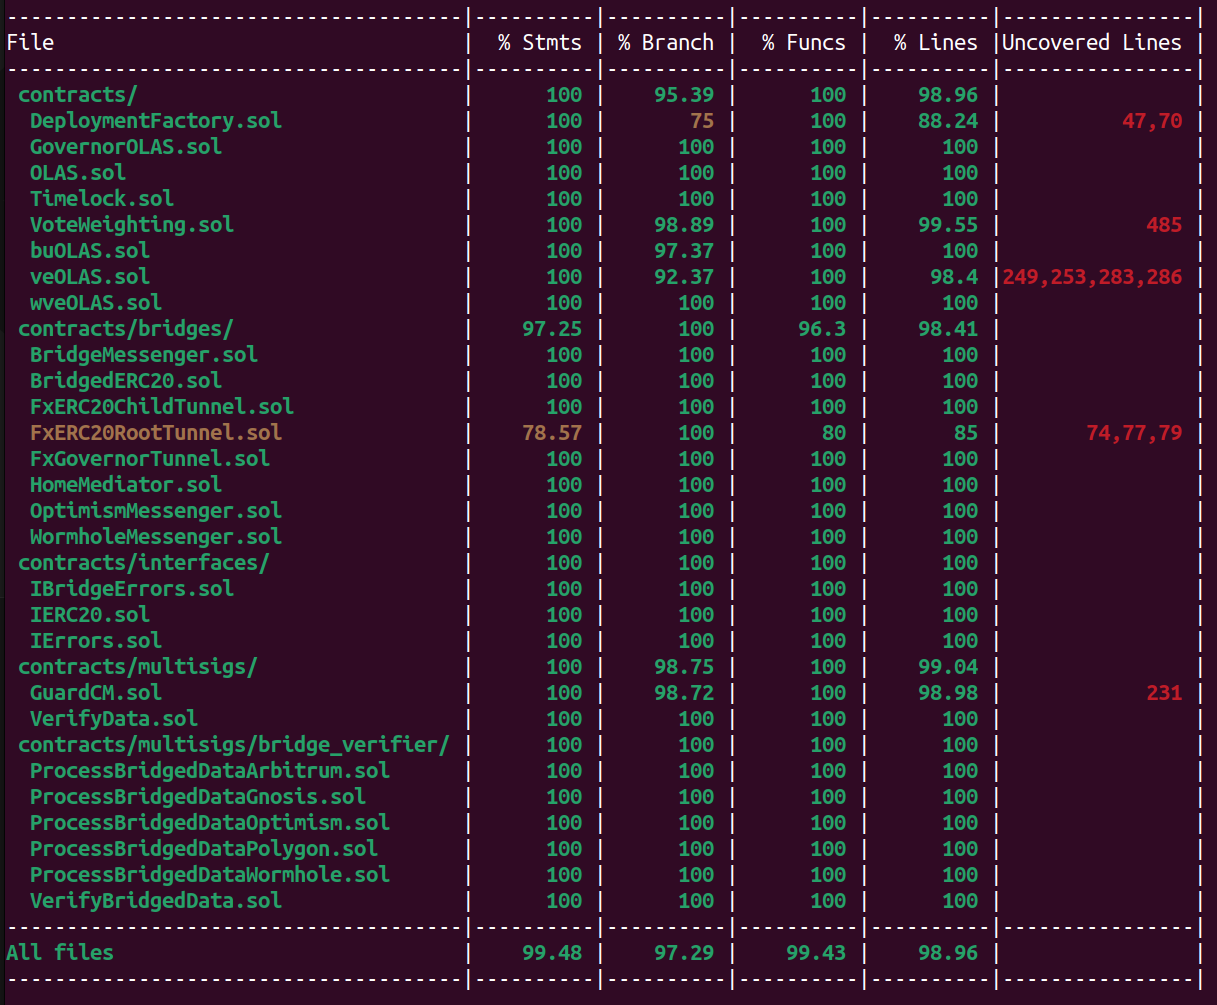 --------------------------------------|----------|----------|----------|----------|----------------|
File                                  |  % Stmts | % Branch |  % Funcs |  % Lines |Uncovered Lines |
--------------------------------------|----------|----------|----------|----------|----------------|
 contracts/                           |      100 |    95.39 |      100 |    98.96 |                |
  DeploymentFactory.sol               |      100 |       75 |      100 |    88.24 |          47,70 |
  GovernorOLAS.sol                    |      100 |      100 |      100 |      100 |                |
  OLAS.sol                            |      100 |      100 |      100 |      100 |                |
  Timelock.sol                        |      100 |      100 |      100 |      100 |                |
  VoteWeighting.sol                   |      100 |    98.89 |      100 |    99.55 |            485 |
  buOLAS.sol                          |      100 |    97.37 |      100 |      100 |                |
  veOLAS.sol                          |      100 |    92.37 |      100 |     98.4 |249,253,283,286 |
  wveOLAS.sol                         |      100 |      100 |      100 |      100 |                |
 contracts/bridges/                   |    97.25 |      100 |     96.3 |    98.41 |                |
  BridgeMessenger.sol                 |      100 |      100 |      100 |      100 |                |
  BridgedERC20.sol                    |      100 |      100 |      100 |      100 |                |
  FxERC20ChildTunnel.sol              |      100 |      100 |      100 |      100 |                |
  FxERC20RootTunnel.sol               |    78.57 |      100 |       80 |       85 |       74,77,79 |
  FxGovernorTunnel.sol                |      100 |      100 |      100 |      100 |                |
  HomeMediator.sol                    |      100 |      100 |      100 |      100 |                |
  OptimismMessenger.sol               |      100 |      100 |      100 |      100 |                |
  WormholeMessenger.sol               |      100 |      100 |      100 |      100 |                |
 contracts/interfaces/                |      100 |      100 |      100 |      100 |                |
  IBridgeErrors.sol                   |      100 |      100 |      100 |      100 |                |
  IERC20.sol                          |      100 |      100 |      100 |      100 |                |
  IErrors.sol                         |      100 |      100 |      100 |      100 |                |
 contracts/multisigs/                 |      100 |    98.75 |      100 |    99.04 |                |
  GuardCM.sol                         |      100 |    98.72 |      100 |    98.98 |            231 |
  VerifyData.sol                      |      100 |      100 |      100 |      100 |                |
 contracts/multisigs/bridge_verifier/ |      100 |      100 |      100 |      100 |                |
  ProcessBridgedDataArbitrum.sol      |      100 |      100 |      100 |      100 |                |
  ProcessBridgedDataGnosis.sol        |      100 |      100 |      100 |      100 |                |
  ProcessBridgedDataOptimism.sol      |      100 |      100 |      100 |      100 |                |
  ProcessBridgedDataPolygon.sol       |      100 |      100 |      100 |      100 |                |
  ProcessBridgedDataWormhole.sol      |      100 |      100 |      100 |      100 |                |
  VerifyBridgedData.sol               |      100 |      100 |      100 |      100 |                |
--------------------------------------|----------|----------|----------|----------|----------------|
All files                             |    99.48 |    97.29 |    99.43 |    98.96 |                |
--------------------------------------|----------|----------|----------|----------|----------------|